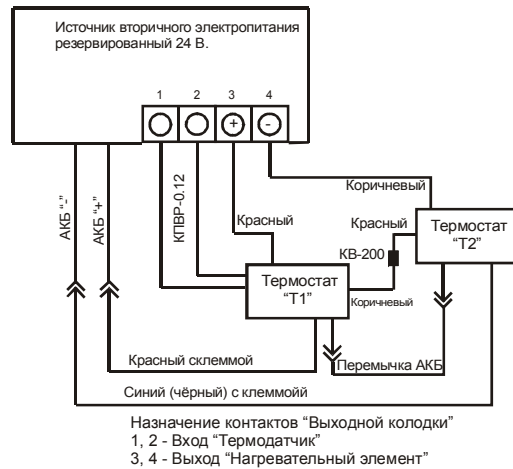 Источник вторичного электропитания
резервированный 24 В.
1 2 3 4
+ -
АКБ "-"
АКБ "+"
КПВР-0.12
Коричневый
Красный
Красный
Термостат
"Т2"
КВ-200
Термостат
"Т1"
Коричневый
Красный склеммой
Перемычка АКБ
Синий (чёрный) с клеммойй
Назначение контактов "Выходной колодки"
1, 2 - Вход "Термодатчик"
3, 4 - Выход "Нагревательный элемент"